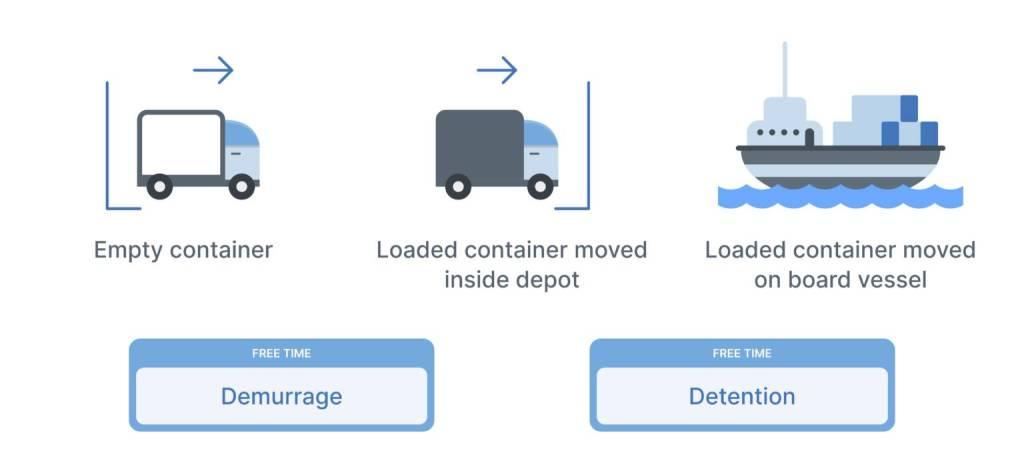 Empty container
Loaded container moved
inside depot
Loaded container moved
on board vessel
FREE TIME
Demurrage
FREE TIME
Detention